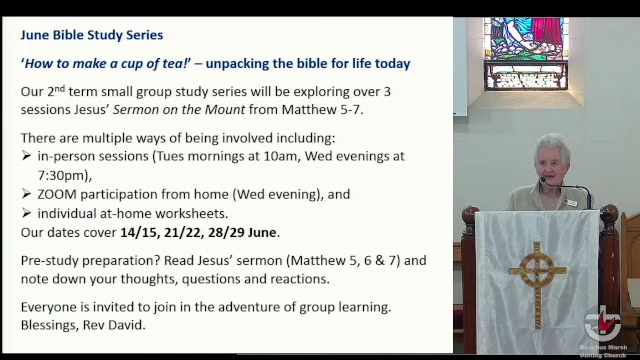 June Bible Study Series
'How to make a cup of tea!' – unpacking the bible for life today
Our 2nd term small group study series will be exploring over 3
sessions Jesus' Sermon on the Mount from Matthew 5-7.
There are multiple ways of being involved including:
➢ in-person sessions (Tues mornings at 10am, Wed evenings at
7:30pm),
➢ ZOOM participation from home (Wed evening), and
➢ individual at-home worksheets.
Our dates cover 14/15, 21/22, 28/29 June.
Pre-study preparation? Read Jesus' sermon (Matthew 5, 6 & 7) and
note down your thoughts, questions and reactions.
Everyone is invited to join in the adventure of group learning.
Blessings, Rev David.
Bacchus Marsh
Uniting Church